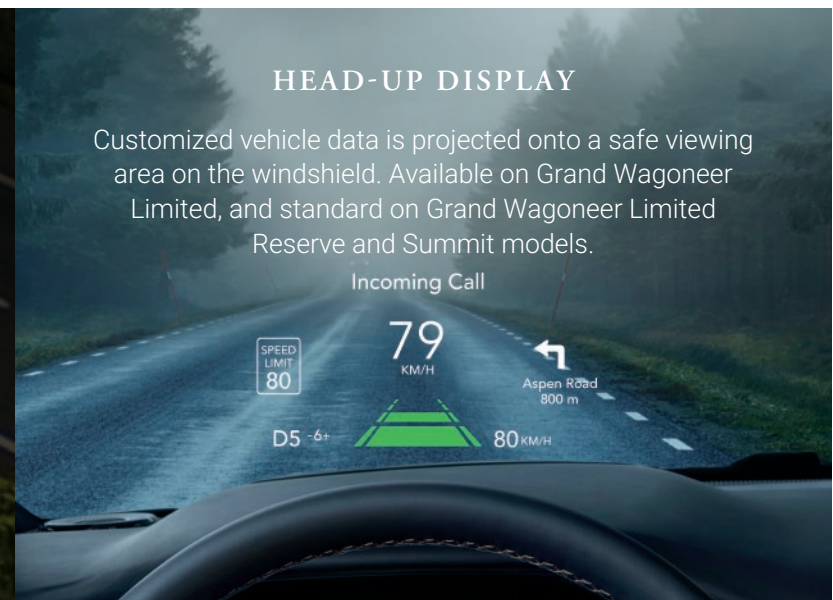 HEAD-UP DISPLAY
Customized vehicle data is projected onto a safe viewing
area on the windshield. Available on Grand Wagoneer
Limited, and standard on Grand Wagoneer Limited
Reserve and Summit models.
Incoming Call
SPEED
LIMIT
80
79
KM/H
Aspen Road
800 m
D5 -6+
80 KM/H